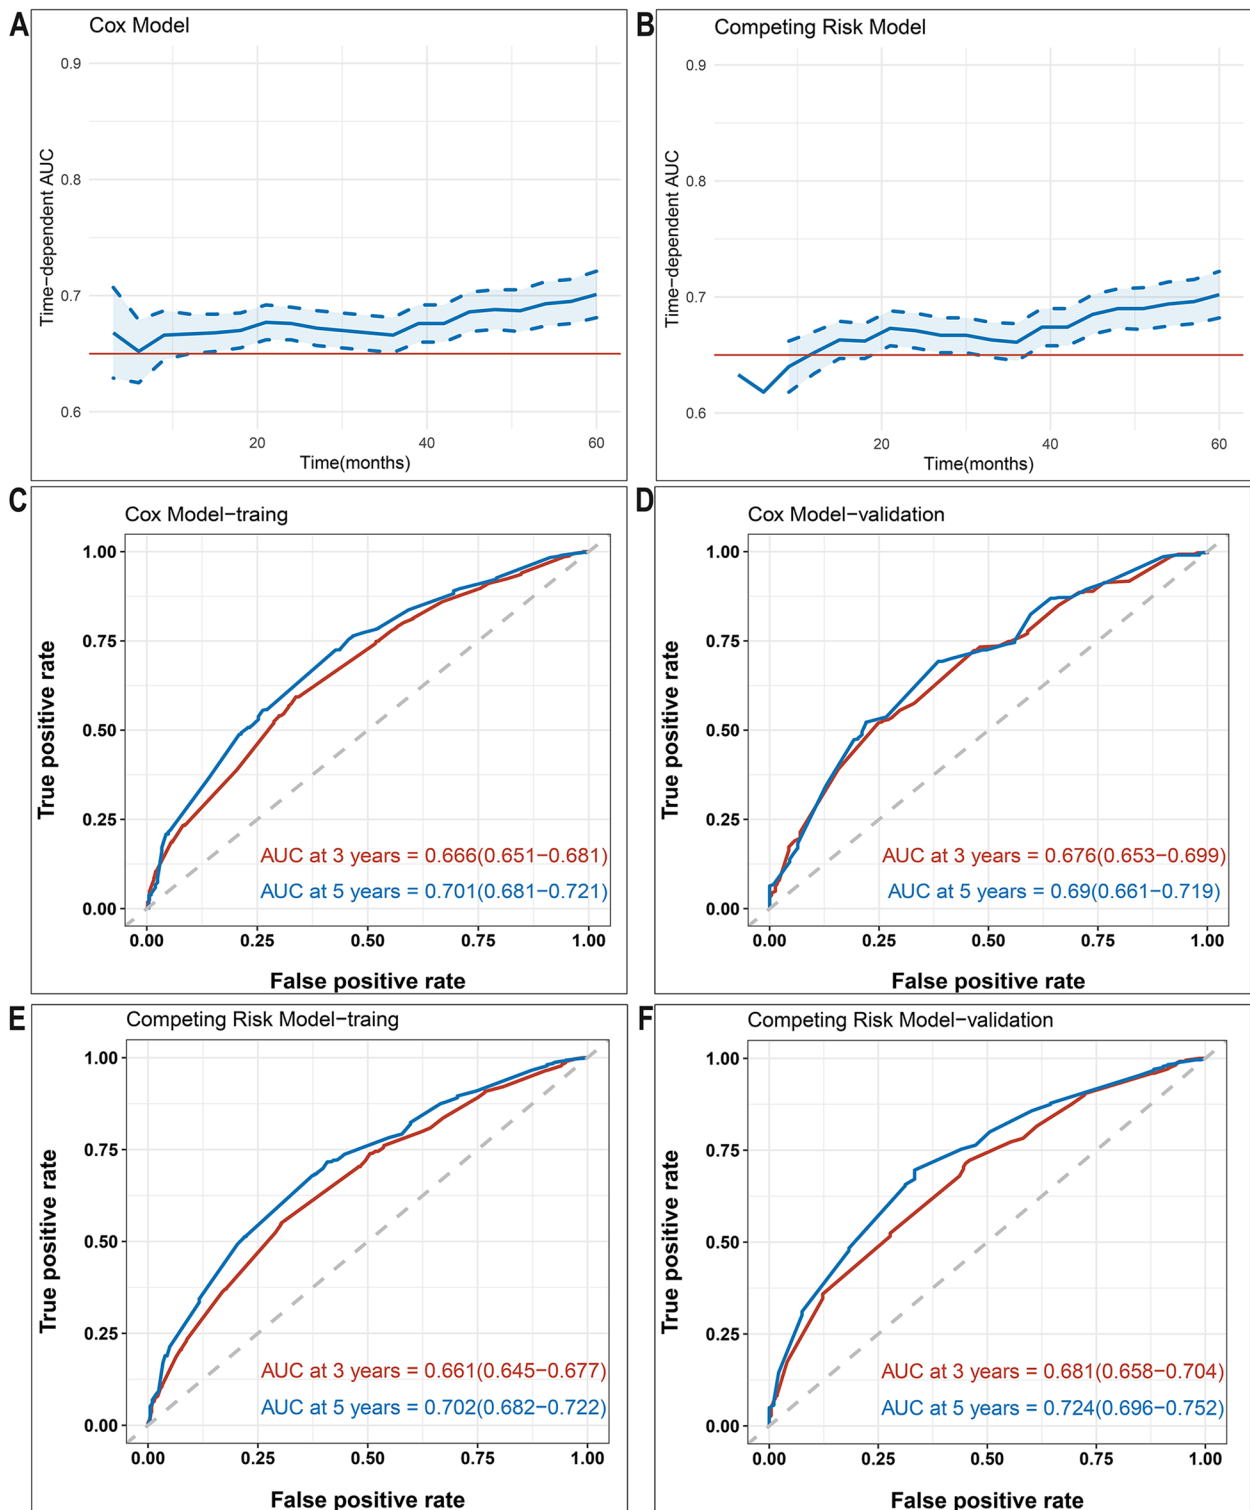 A
Cox Model
0.9
0.8
0.7
0.6
Time-dependent AUC
20
40
60
Time(months)
B
Competing Risk Model
0.9
0.8
0.7
0.6
Time-dependent AUC
20
40
60
Time(months)
C
Cox Model-traing
1.00
0.75
0.50
0.25
0.00
True positive rate
AUC at 3 years = 0.666(0.651-0.681)
AUC at 5 years = 0.701(0.681-0.721)
0.00
0.25
0.50
0.75
1.00
False positive rate
D
Cox Model-validation
1.00
0.75
0.50
0.25
0.00
True positive rate
AUC at 3 years = 0.676(0.653-0.699)
AUC at 5 years = 0.69(0.661-0.719)
0.00
0.25
0.50
0.75
1.00
False positive rate
E
Competing Risk Model-traing
1.00
0.75
0.50
0.25
0.00
True positive rate
AUC at 3 years = 0.661(0.645-0.677)
AUC at 5 years = 0.702(0.682-0.722)
0.00
0.25
0.50
0.75
1.00
False positive rate
F
Competing Risk Model-validation
1.00
0.75
0.50
0.25
0.00
True positive rate
AUC at 3 years = 0.681(0.658-0.704)
AUC at 5 years = 0.724(0.696-0.752)
0.00
0.25
0.50
0.75
1.00
False positive rate